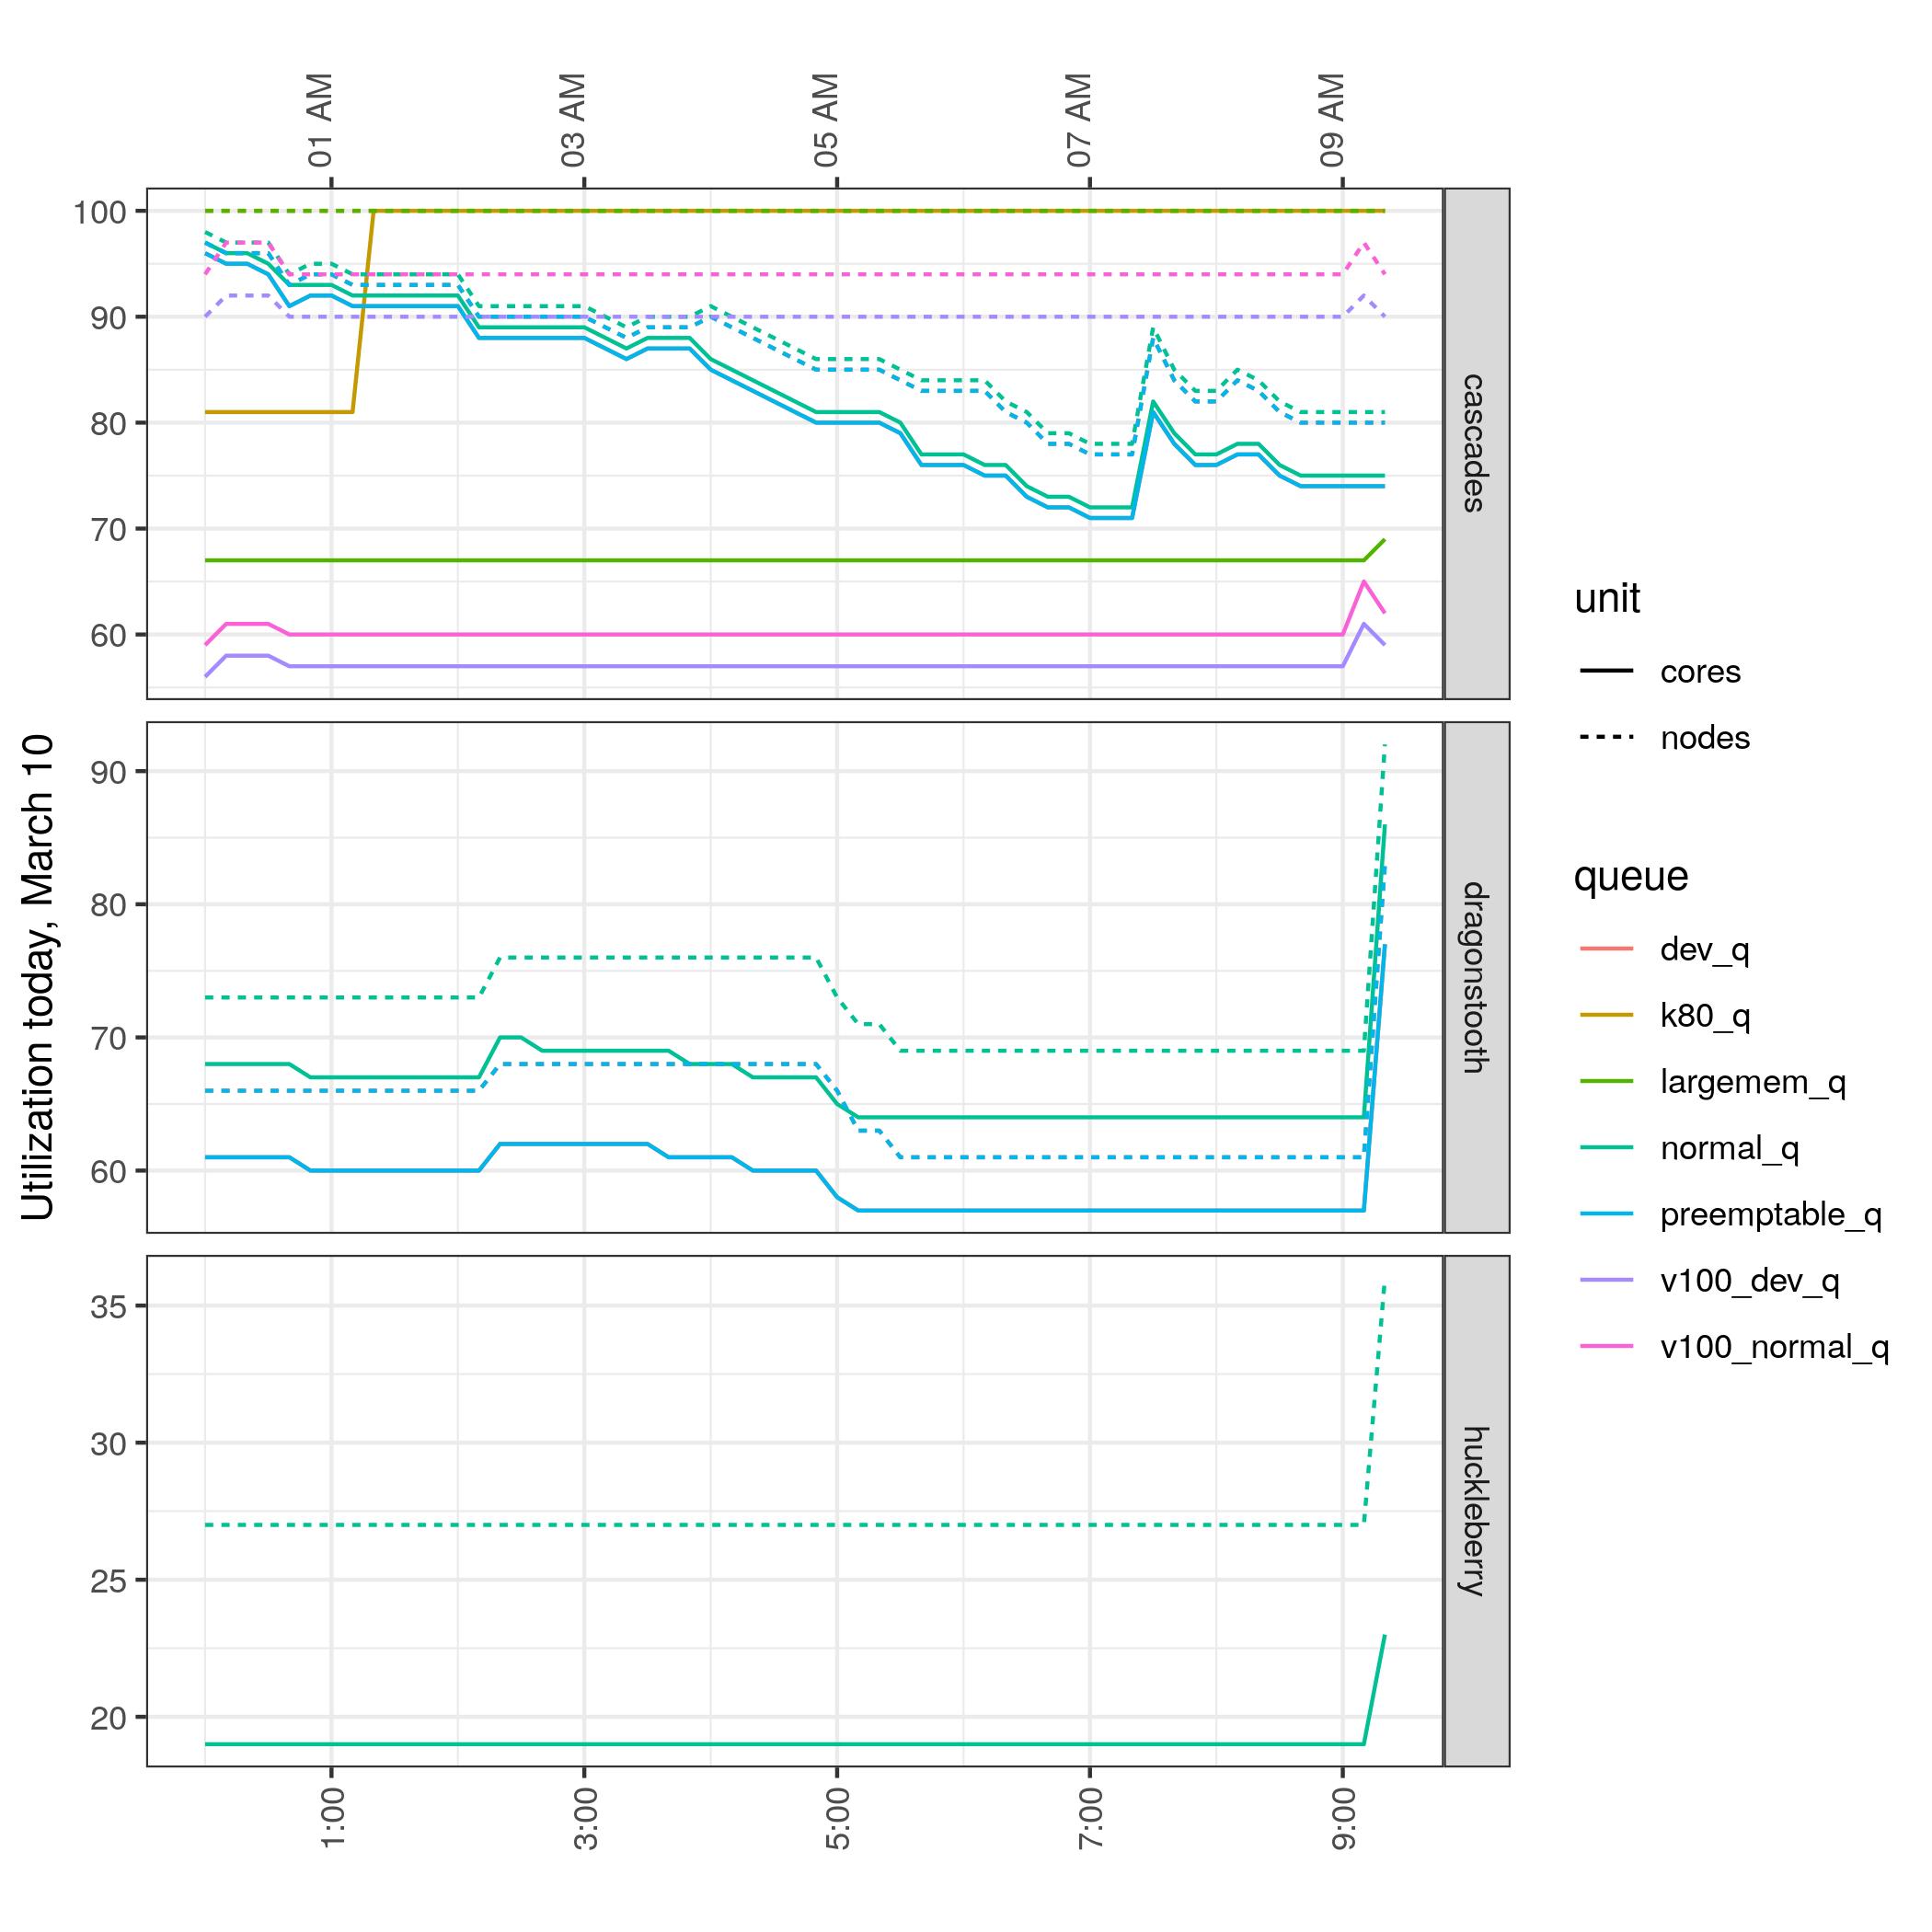 01 AM
03 AM
05 AM
07 AM
09 AM
100
90
80
70
60
cascades
Utilization today, March 10
90
80
70
60
dragonstooth
35
30
25
20
huckleberry
1:00
3:00
5:00
7:00
9:00
unit
cores
nodes
queue
dev_q
k80_q
largemem_q
normal_q
preemptable_q
v100_dev_q
v100_normal_q